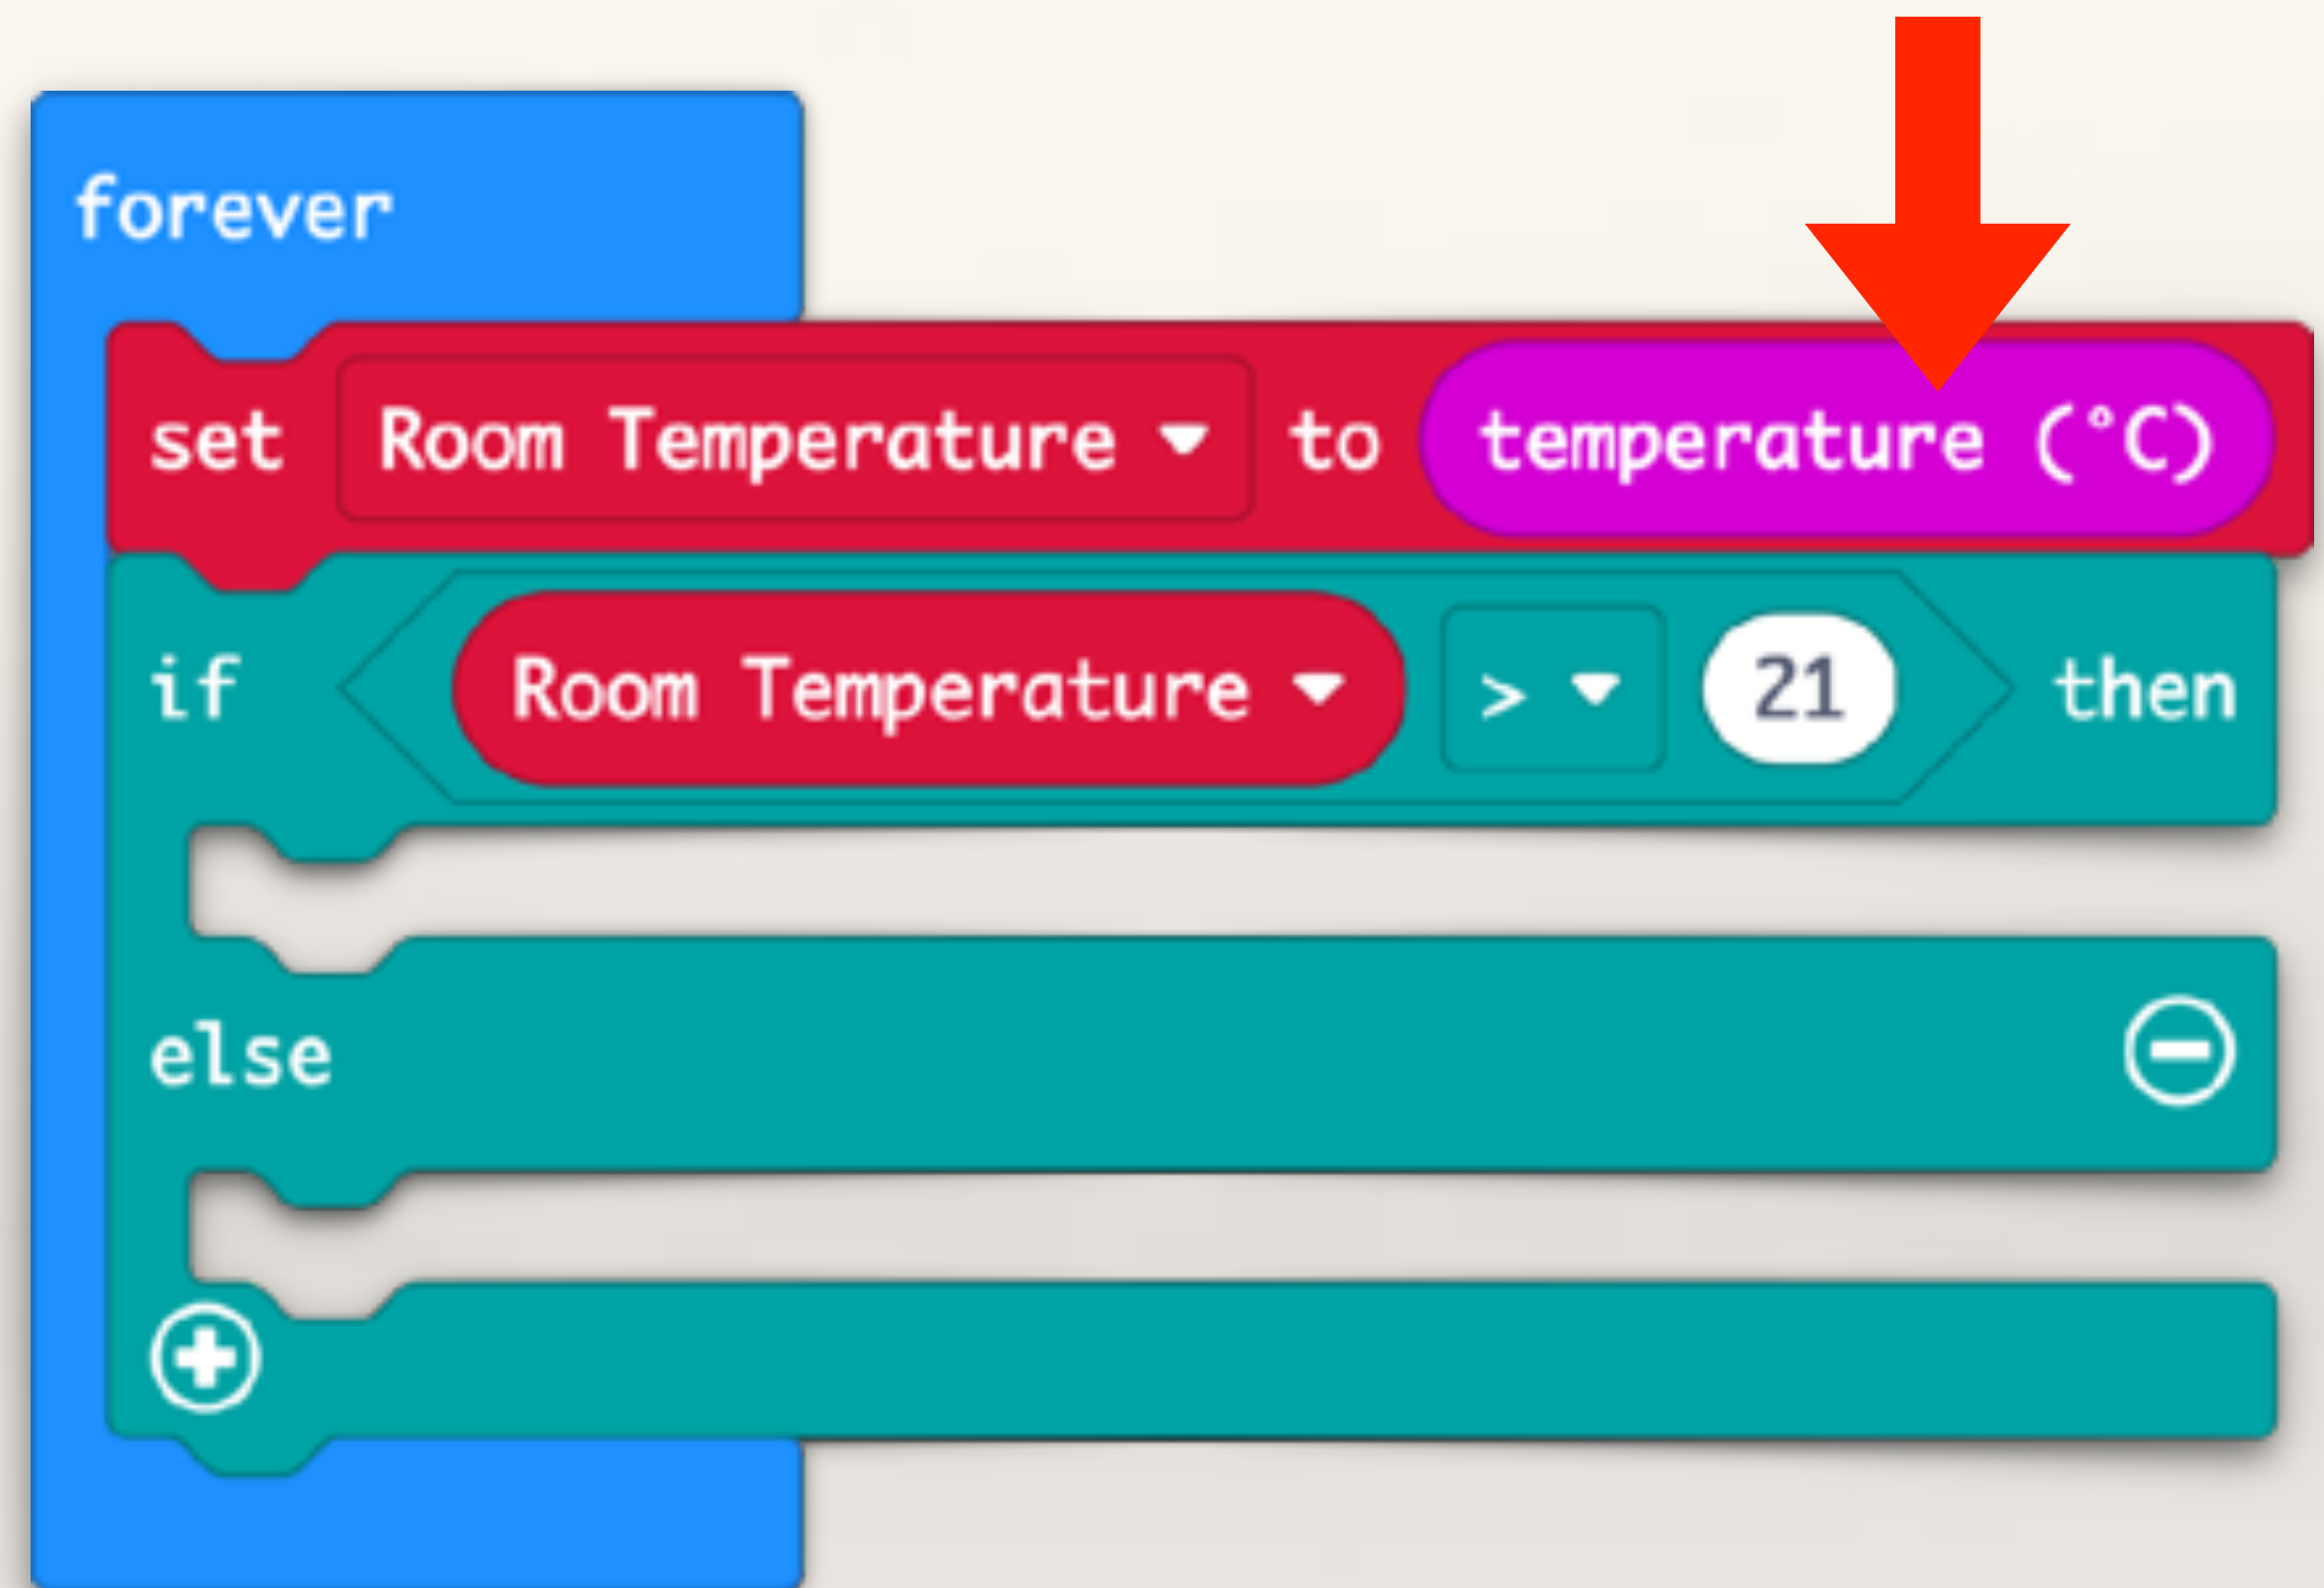 forever
set Room Temperature to temperature (°C)
if Room Temperature > 21 then
else